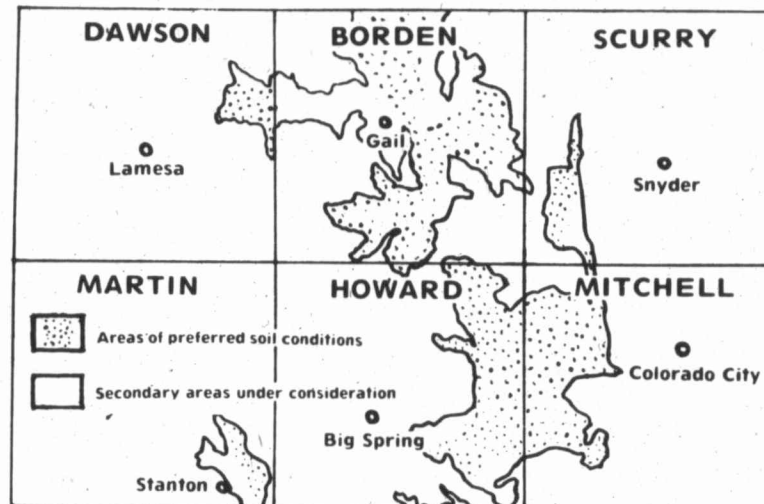 DAWSON
BORDEN
SCURRY
Gail
Lamesa
Snyder
MARTIN
HOWARD
MITCHELL
Areas of preferred soil conditions
Colorado City
Secondary areas under consideration
Big Spring
Stanton